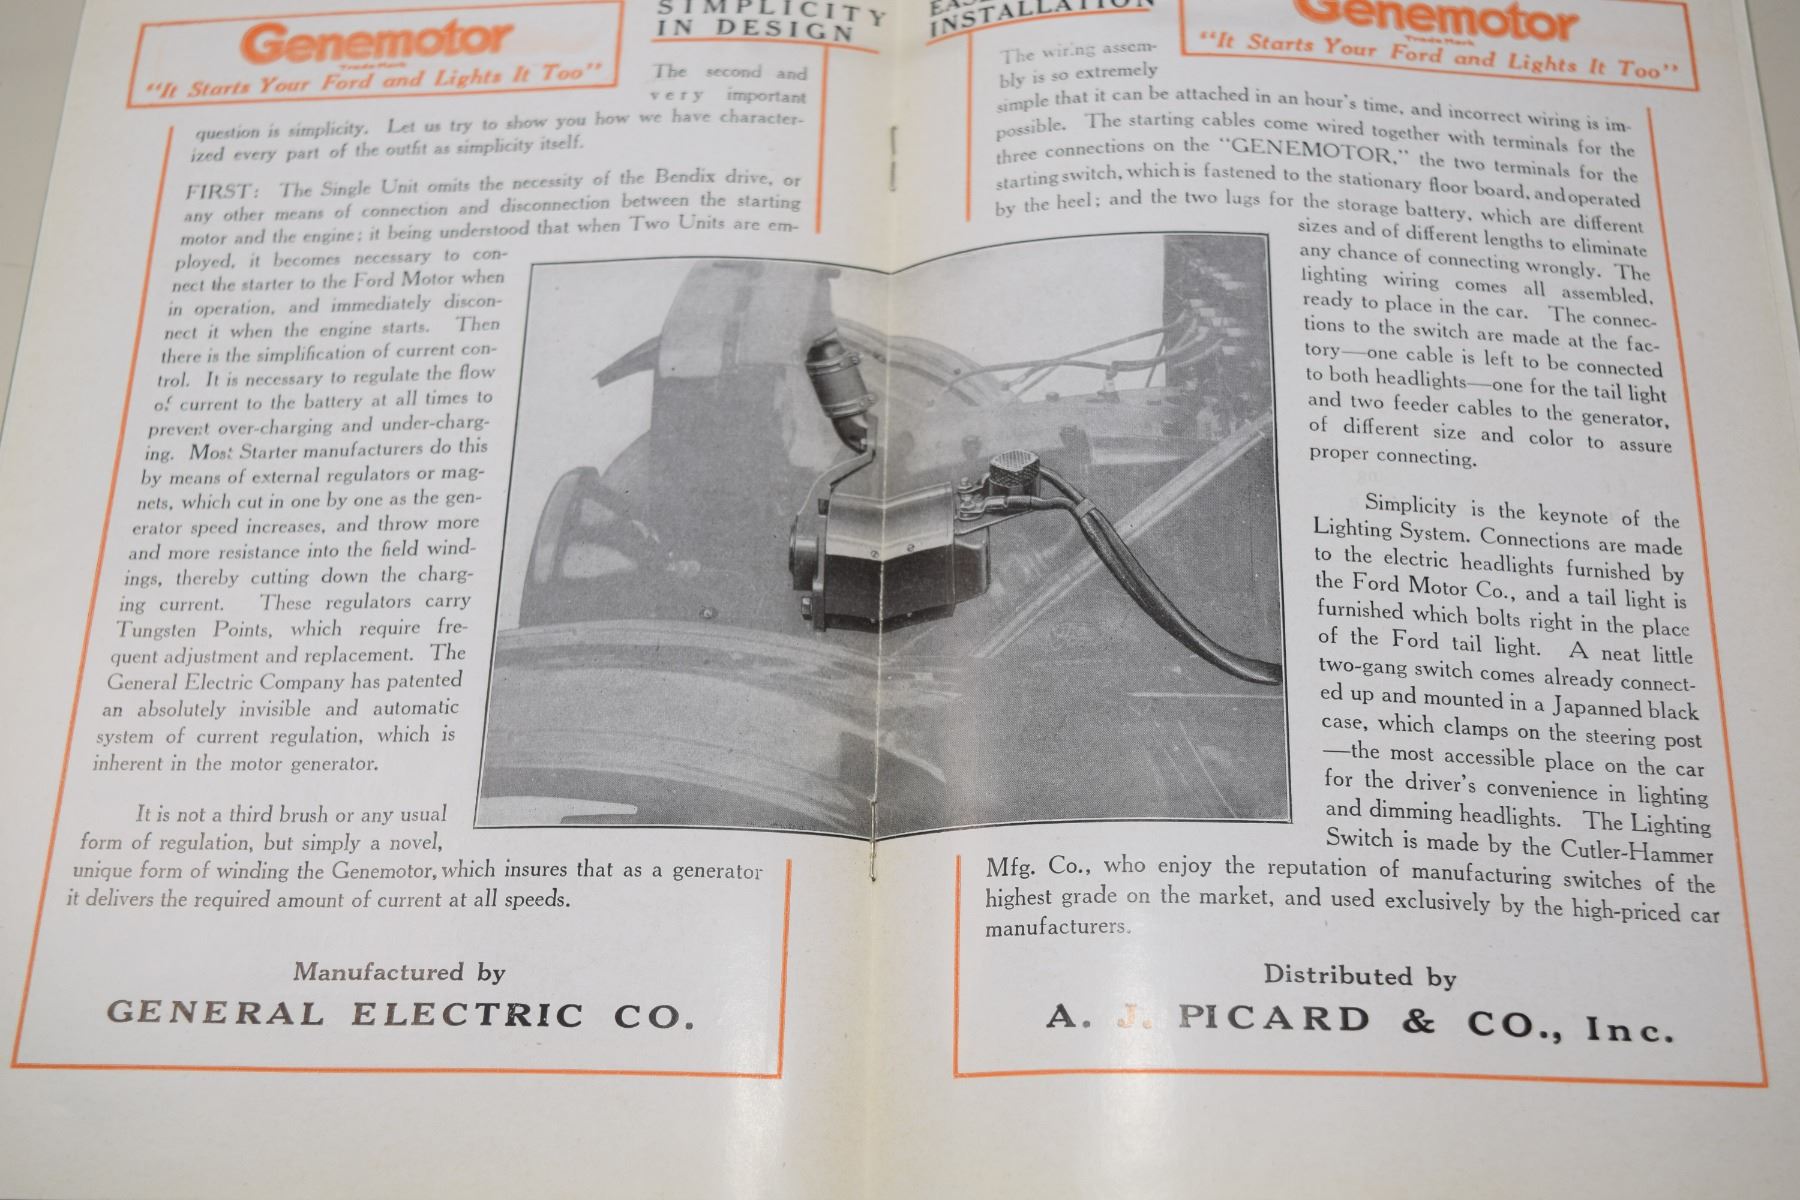 Genemotor
Trade Mark
"It Starts Your Ford and Lights It Too"
SIMPLICITY
IN DESIGN
The second and
very important
question is simplicity. Let us try to show you how we have character-
ized every part of the outfit as simplicity itself.
FIRST: The Single Unit omits the necessity of the Bendix drive, or
any other means of connection and disconnection between the starting
motor and the engine; it being understood that when Two Units are em-
ployed, it becomes necessary to con-
nect the starter to the Ford Motor when
in operation, and immediately discon-
nect it when the engine starts. Then
there is the simplification of current con-
trol. It is necessary to regulate the flow
of current to the battery at all times to
prevent over-charging and under-charg-
ing. Most Starter manufacturers do this
by means of external regulators or mag-
nets, which cut in one by one as the gen-
erator speed increases, and throw more
and more resistance into the field wind-
ings, thereby cutting down the charg-
ing current. These regulators carry
Tungsten Points, which require fre-
quent adjustment and replacement. The
General Electric Company has patented
an absolutely invisible and automatic
system of current regulation, which is
inherent in the motor generator.
It is not a third brush or any usual
form of regulation, but simply a novel,
unique form of winding the Genemotor, which insures that as a generator
it delivers the required amount of current at all speeds.
Manufactured by
GENERAL ELECTRIC CO.
INSTALLATION
Genemotor
Trade Mark
"It Starts Your Ford and Lights It Too"
The wiring assem-
bly is so extremely
simple that it can be attached in an hour's time, and incorrect wiring is im-
possible. The starting cables come wired together with terminals for the
three connections on the "GENEMOTOR," the two terminals for the
starting switch, which is fastened to the stationary floor board, and operated
by the heel; and the two lugs for the storage battery, which are different
sizes and of different lengths to eliminate
any chance of connecting wrongly. The
lighting wiring comes all assembled,
ready to place in the car. The connec-
tions to the switch are made at the fac-
tory—one cable is left to be connected
to both headlights—one for the tail light
and two feeder cables to the generator,
of different size and color to assure
proper connecting.
Simplicity is the keynote of the
Lighting System. Connections are made
to the electric headlights furnished by
the Ford Motor Co., and a tail light is
furnished which bolts right in the place
of the Ford tail light. A neat little
two-gang switch comes already connect-
ed up and mounted in a Japanned black
case, which clamps on the steering post
—the most accessible place on the car
for the driver's convenience in lighting
and dimming headlights. The Lighting
Switch is made by the Cutler-Hammer
Mfg. Co., who enjoy the reputation of manufacturing switches of the
highest grade on the market, and used exclusively by the high-priced car
manufacturers.
Distributed by
A. J. PICARD & CO., Inc.